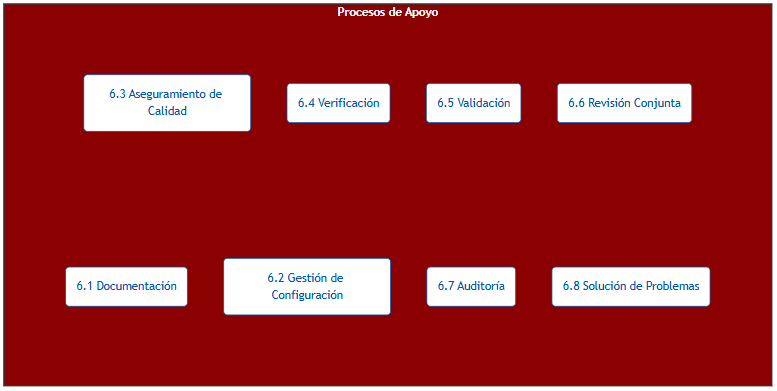 Procesos de Apoyo
6.3 Aseguramiento de
Calidad
6.4 Verificación
6.5 Validación
6.6 Revisión Conjunta
6.1 Documentación
6.2 Gestión de
Configuración
6.7 Auditoría
6.8 Solución de Problemas